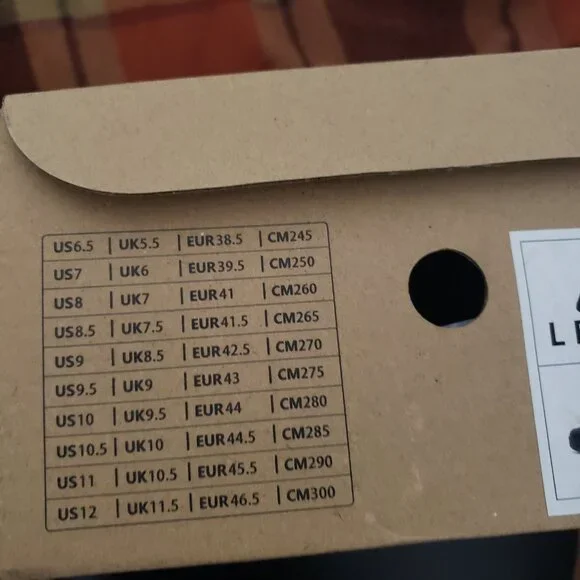 US6.5 | UK5.5 | EUR38.5 | CM245
US7 | UK6 | EUR39.5 | CM250
US8 | UK7 | EUR41 | CM260
US8.5 | UK7.5 | EUR41.5 | CM265
US9 | UK8.5 | EUR42.5 | CM270
US9.5 | UK9 | EUR43 | CM275
US10 | UK9.5 | EUR44 | CM280
US10.5 | UK10 | EUR44.5 | CM285
US11 | UK10.5 | EUR45.5 | CM290
US12 | UK11.5 | EUR46.5 | CM300